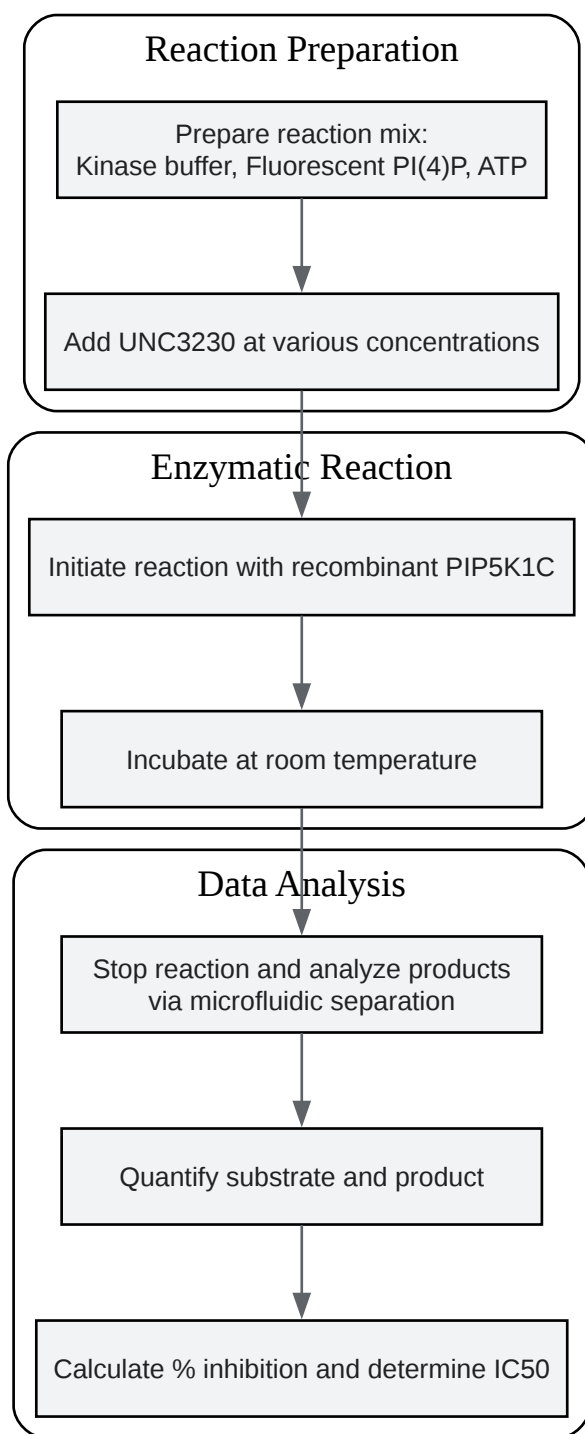 Reaction Preparation
Prepare reaction mix:
Kinase buffer, Fluorescent PI(4)P, ATP
Add UNC3230 at various concentrations
Enzymatic Reaction
Initiate reaction with recombinant PIP5K1C
Incubate at room temperature
Data Analysis
Stop reaction and analyze products
via microfluidic separation
Quantify substrate and product
Calculate % inhibition and determine IC50